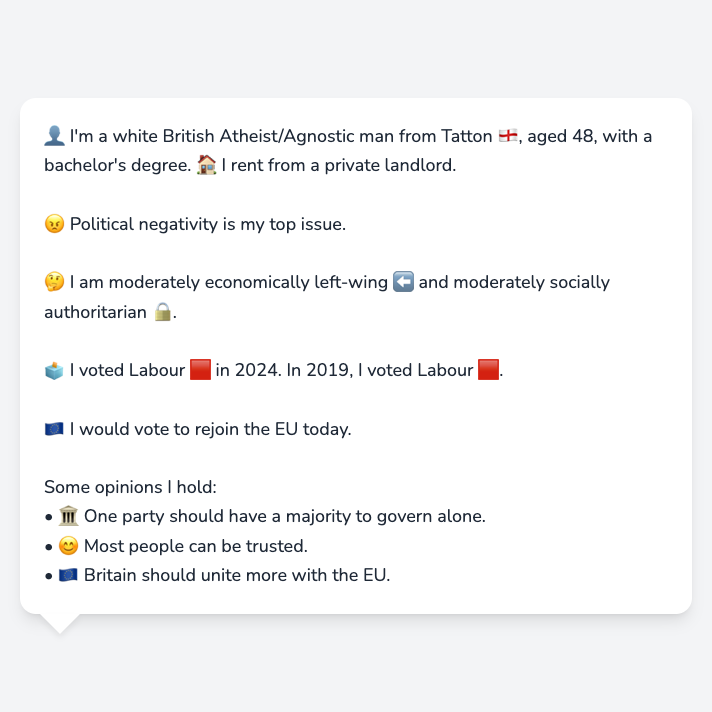 👤 I'm a white British Atheist/Agnostic man from Tatton 🏴󠁧󠁢󠁥󠁮󠁧󠁿, aged 48, with a
bachelor's degree. 🏠 I rent from a private landlord.
😠 Political negativity is my top issue.
🤔 I am moderately economically left-wing ⬅️ and moderately socially
authoritarian 🔒.
🗳️ I voted Labour 🟥 in 2024. In 2019, I voted Labour 🟥.
🇪🇺 I would vote to rejoin the EU today.
Some opinions I hold:
• 🏛️ One party should have a majority to govern alone.
• 😊 Most people can be trusted.
• 🇪🇺 Britain should unite more with the EU.